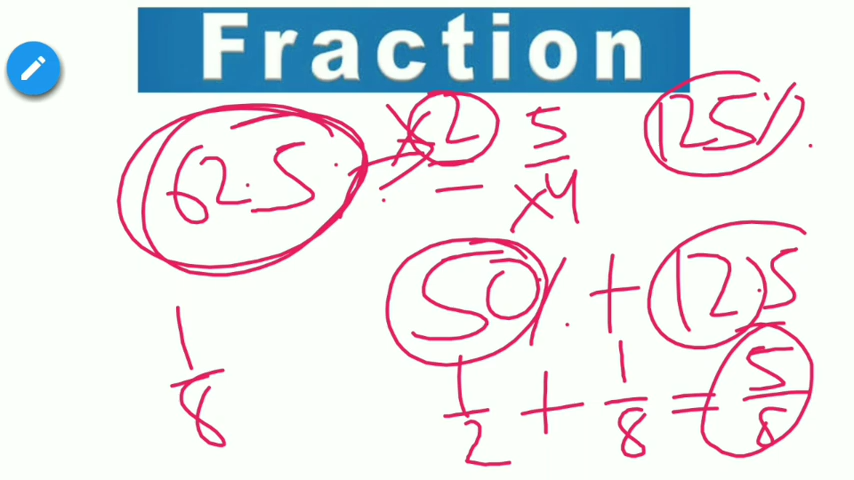 Fraction
62.5 × 2 5 125%
× 4
50% + 12.5
1/8 1/2 + 1/8 = 5/8